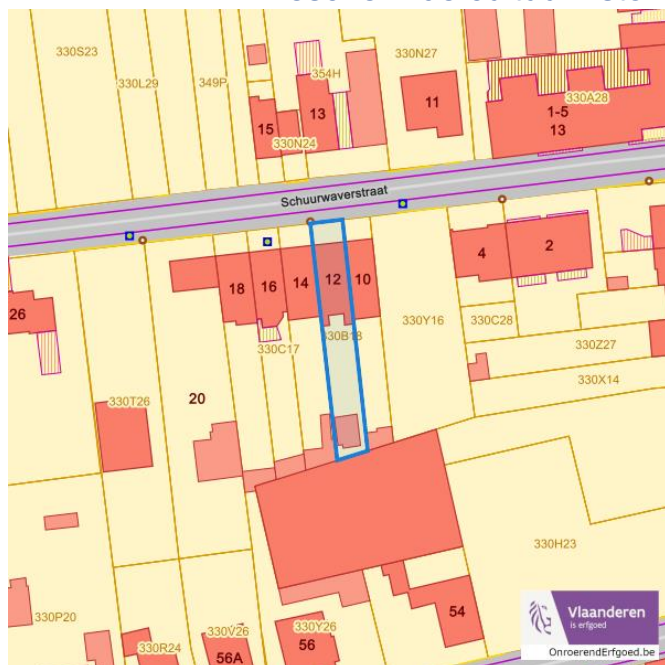 330S23
330L29
349P
354H
330N27
15
13
330N24
11
330A28
1-5
13
Schuurwaverstraat
26
18
16
14
12
10
4
2
330Y16
330C28
330C17
330B18
330Z27
330X14
330T26
20
330H23
330P20
330R24
330V26
56A
330Y26
56
54
Vlaanderen
is erfgoed
OnroerendErfgoed.be